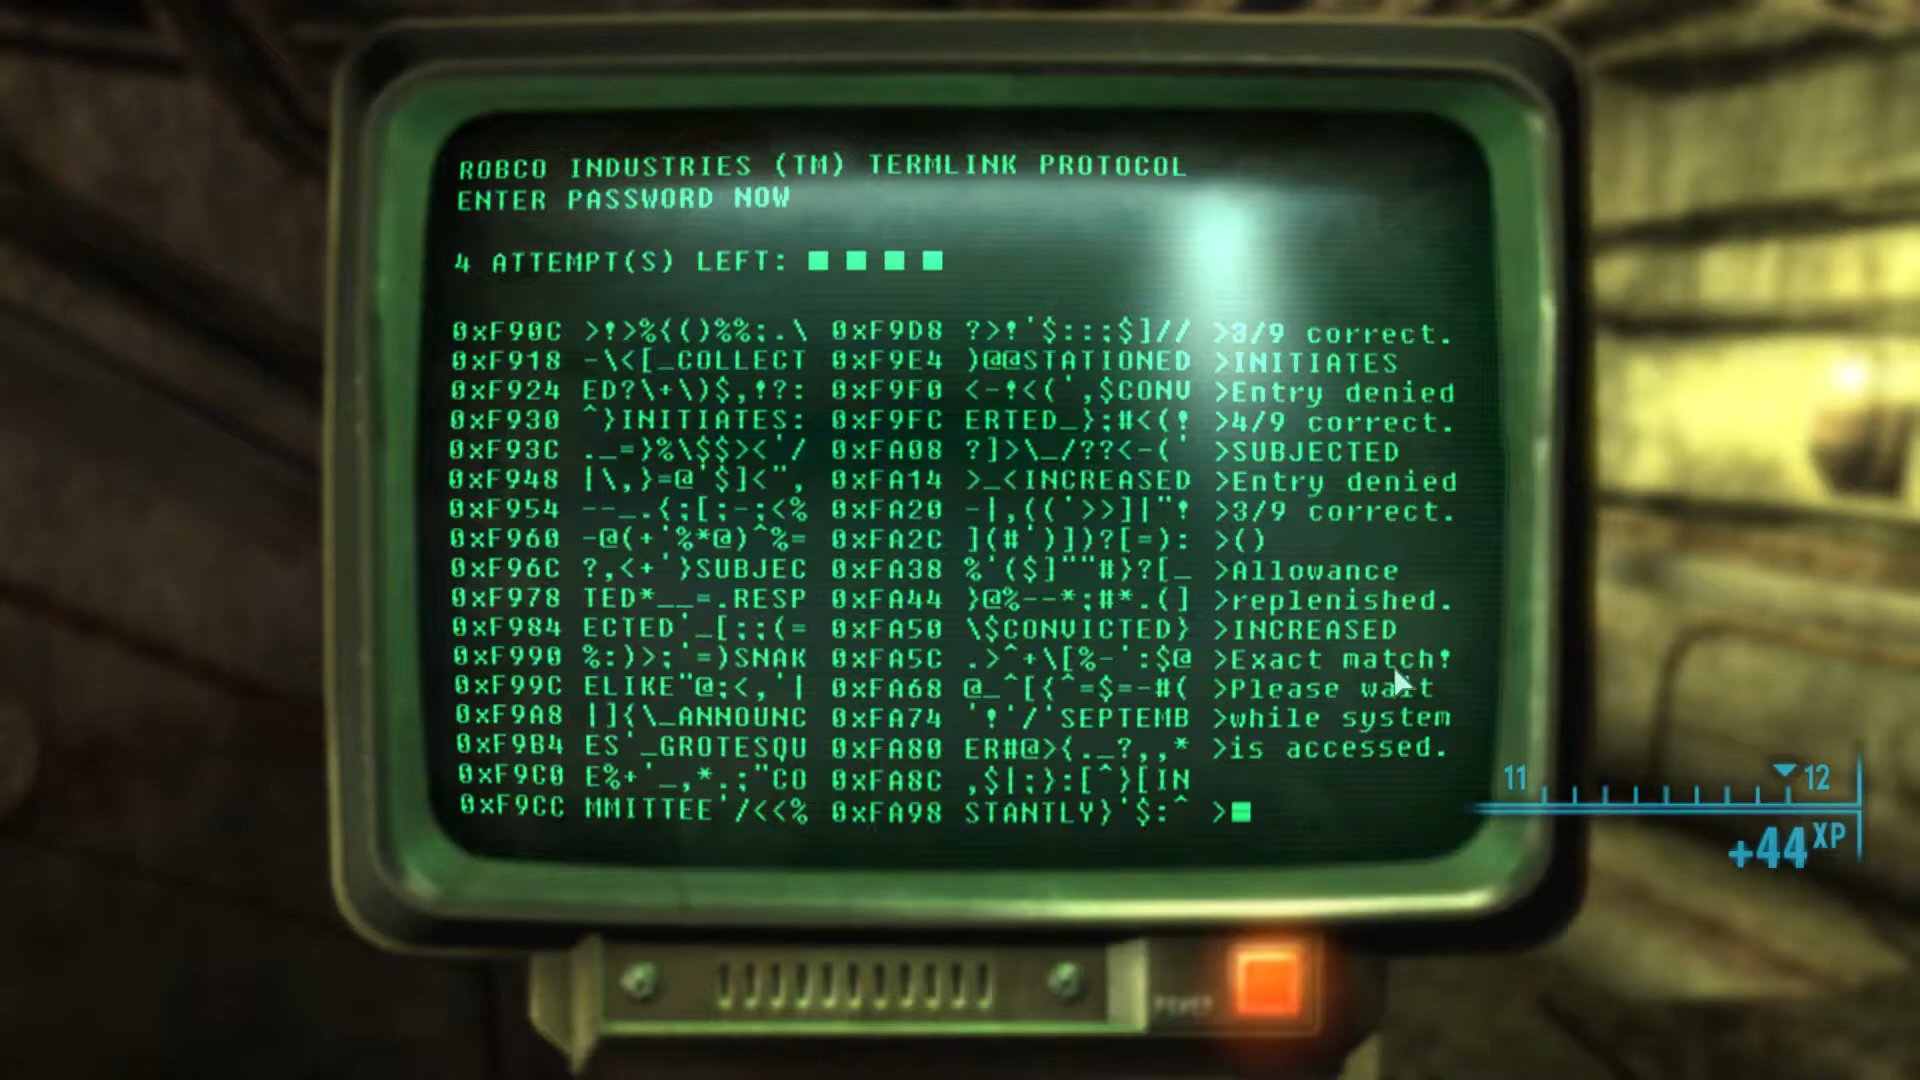 ROBCO INDUSTRIES (TM) TERMLINK PROTOCOL
ENTER PASSWORD NOW
4 ATTEMPT(S) LEFT: ■ ■ ■ ■
0xF90C >!>%{()%%;.\ 0xF9D8 ?>!'$:::$]// >3/9 correct.
0xF918 -\<[_COLLECT 0xF9E4 )@@STATIONED >INITIATES
0xF924 ED?\+\)$,!?: 0xF9F0 <-!<(',$CONV >Entry denied
0xF930 ^}INITIATES: 0xF9FC ERTED_};#<(! >4/9 correct.
0xF93C ._=}%\$$><'/ 0xFA08 ?]>\_/??<-(' >SUBJECTED
0xF948 |\,}=@'$]<", 0xFA14 >_<INCREASED >Entry denied
0xF954 --_.{;[;-;<% 0xFA20 -|,(('>>]|"! >3/9 correct.
0xF960 -@(+'%*@)^%= 0xFA2C ](#')])?[=): >()
0xF96C ?,<+'}SUBJEC 0xFA38 %'($]""#}?[_ >Allowance
0xF978 TED*__=.RESP 0xFA44 }@%--*;#*.(] >replenished.
0xF984 ECTED'_[;;(= 0xFA50 \$CONVICTED} >INCREASED
0xF990 %:)>;'=)SNAK 0xFA5C .>^+\[%-':$@ >Exact match!
0xF99C ELIKE"@;<,'| 0xFA68 @_^[{^=$=-#( >Please wait
0xF9A8 |]{\_ANNOUNC 0xFA74 '!'/'SEPTEMB >while system
0xF9B4 ES'_GROTESQU 0xFA80 ER#@>{._?,,* >is accessed.
0xF9C0 E%+'_,*.;"CO 0xFA8C ,$|;}:[^}[IN
0xF9CC MMITTEE'/<<% 0xFA98 STANTLY}'$:^ >■
11 12
+44 XP
POWER